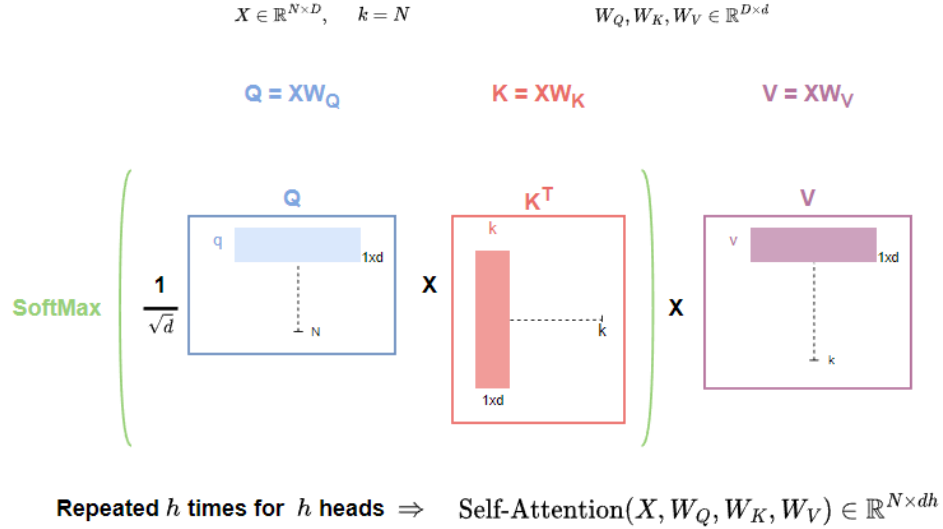 X ∈ ℝ^{N×D}, k = N W_Q, W_K, W_V ∈ ℝ^{D×d}
Q = XW_Q K = XW_K V = XW_V
Q K^T V
q k v
1xd 1xd
SoftMax 1/√d X X
N k k
1xd
Repeated h times for h heads ⇒ Self-Attention(X, W_Q, W_K, W_V) ∈ ℝ^{N×dh}